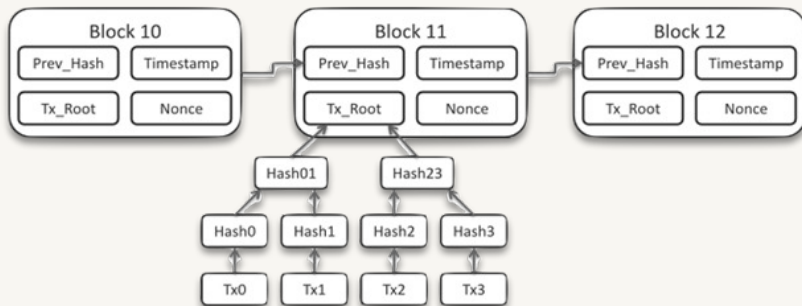 Block 10 Block 11 Block 12
Prev_Hash Timestamp Prev_Hash Timestamp Prev_Hash Timestamp
Tx_Root Nonce Tx_Root Nonce Tx_Root Nonce
Hash01 Hash23
Hash0 Hash1 Hash2 Hash3
Tx0 Tx1 Tx2 Tx3